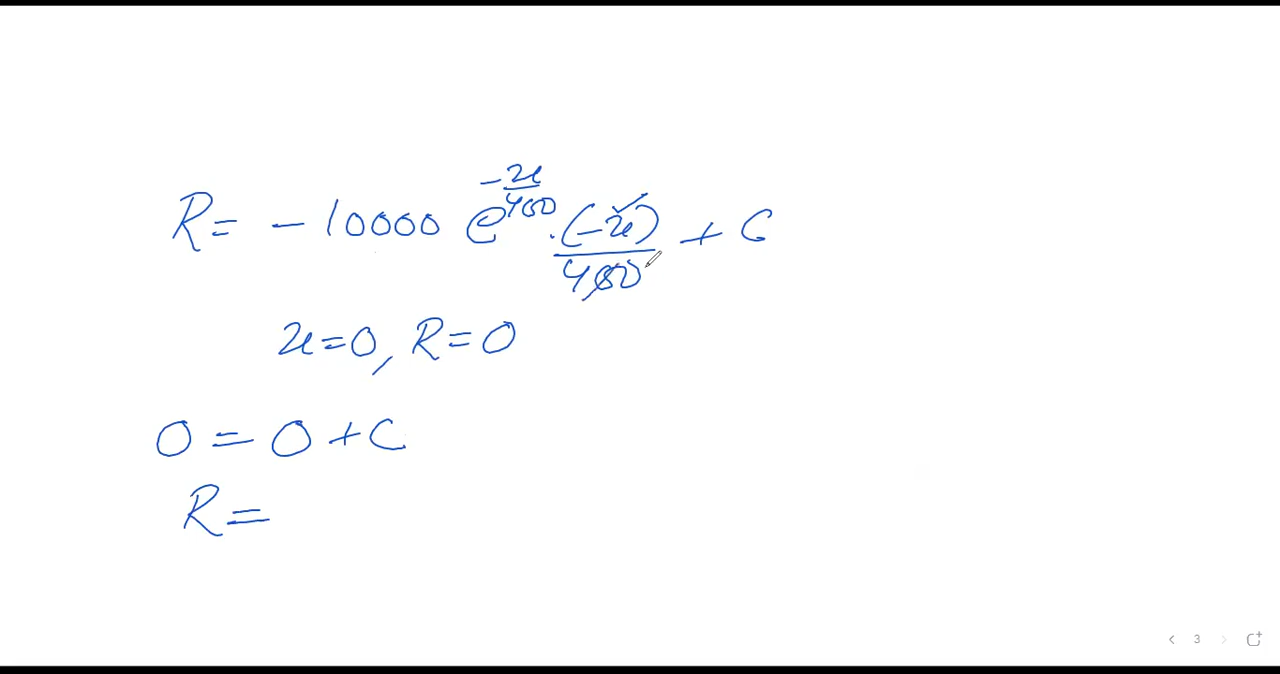 R = - 10000 e^(-x/400) · (-x)/400 + C
x=0, R=0
0 = 0 + C
R =
< 3 >